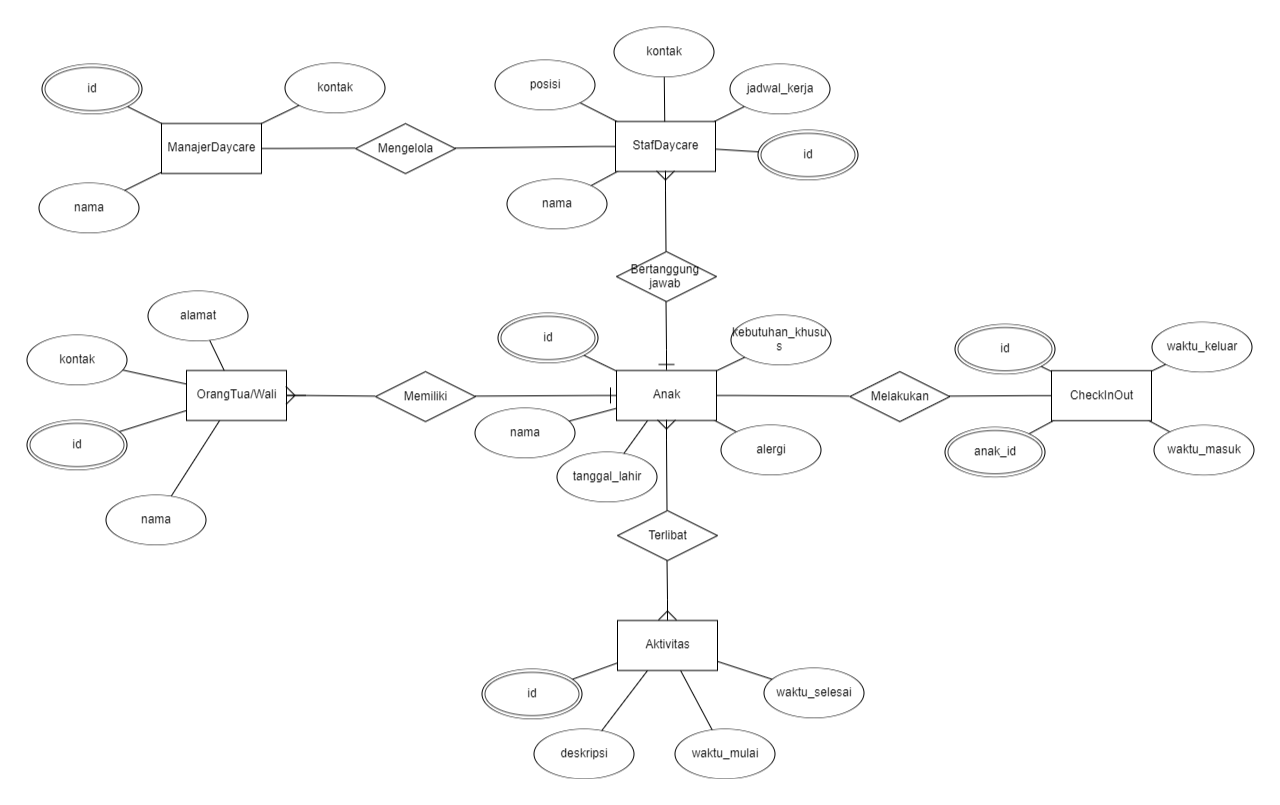 kontak
id
kontak
posisi
jadwal_kerja
ManajerDaycare
Mengelola
StafDaycare
id
nama
nama
Bertanggung
jawab
alamat
id
kebutuhan_khusu
s
kontak
id
waktu_keluar
OrangTua/Wali
Memiliki
Anak
Melakukan
CheckInOut
id
nama
alergi
anak_id
waktu_masuk
tanggal_lahir
nama
Terlibat
Aktivitas
id
waktu_selesai
deskripsi
waktu_mulai